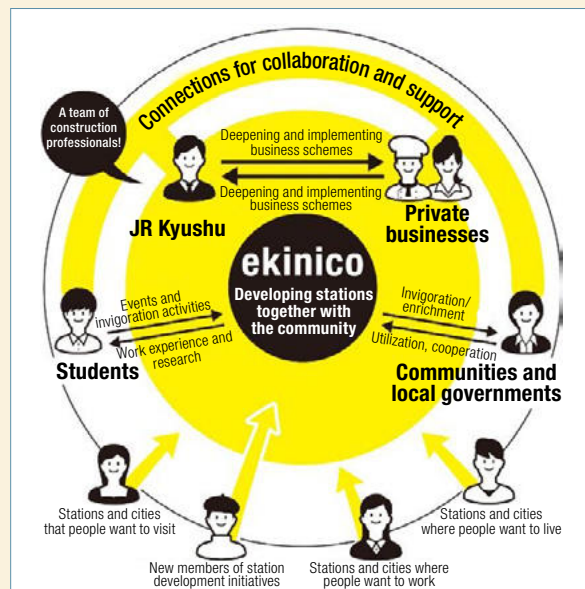 Connections for collaboration and support
A team of
construction
professionals!
Deepening and implementing
business schemes
Deepening and implementing
business schemes
JR Kyushu
Private
businesses
ekinico
Developing stations
together with
the community
Events and
invigoration activities
Work experience and
research
Students
Invigoration/
enrichment
Utilization, cooperation
Communities and
local governments
Stations and cities
that people want to visit
New members of station
development initiatives
Stations and cities where
people want to work
Stations and cities
where people want to live